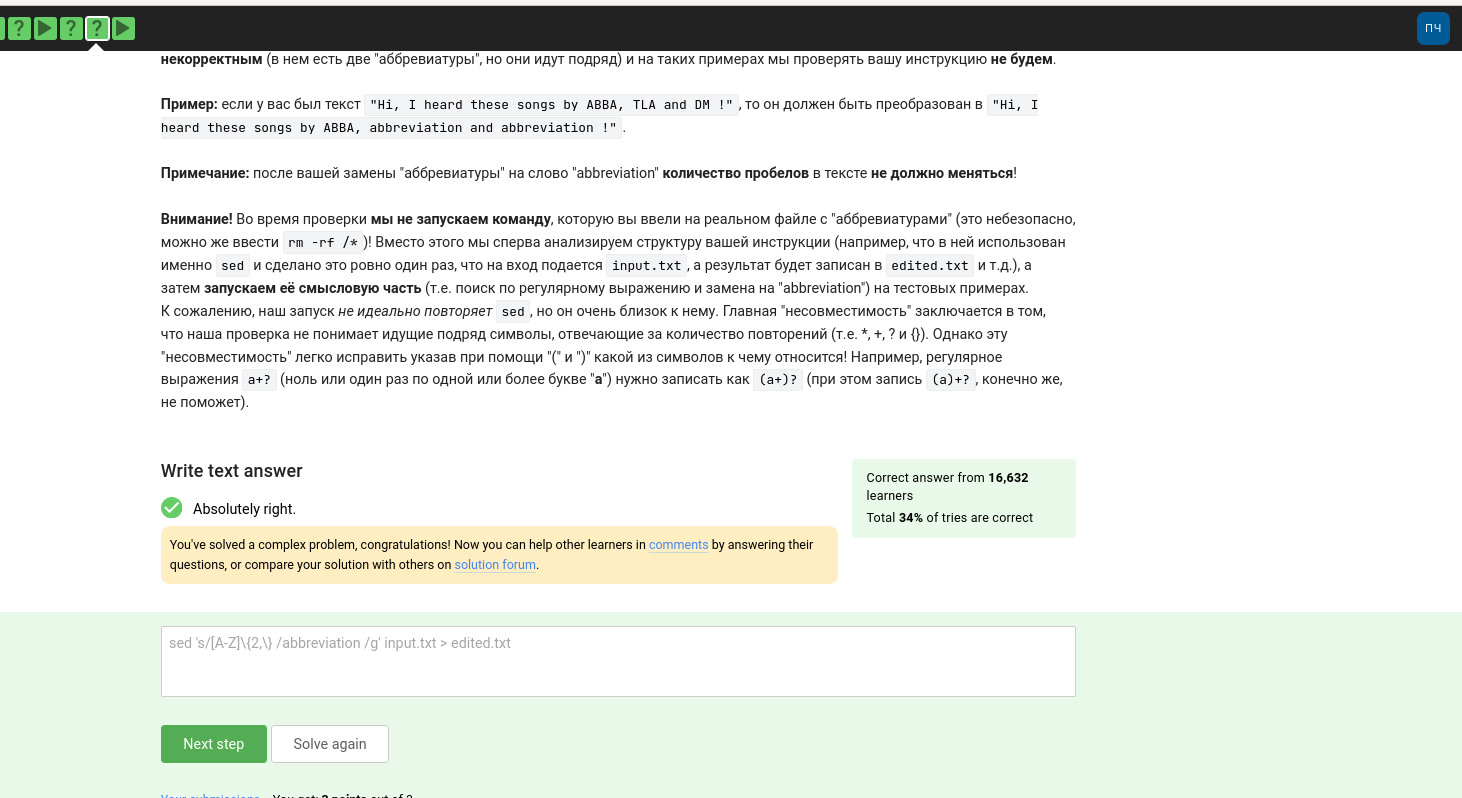 ? ? ?
ПЧ
некорректным (в нем есть две "аббревиатуры", но они идут подряд) и на таких примерах мы проверять вашу инструкцию не будем.
Пример: если у вас был текст "Hi, I heard these songs by ABBA, TLA and DM !", то он должен быть преобразован в "Hi, I
heard these songs by ABBA, abbreviation and abbreviation !".
Примечание: после вашей замены "аббревиатуры" на слово "abbreviation" количество пробелов в тексте не должно меняться!
Внимание! Во время проверки мы не запускаем команду, которую вы ввели на реальном файле с "аббревиатурами" (это небезопасно,
можно же ввести rm -rf /*)! Вместо этого мы сперва анализируем структуру вашей инструкции (например, что в ней использован
именно sed и сделано это ровно один раз, что на вход подается input.txt, а результат будет записан в edited.txt и т.д.), а
затем запускаем её смысловую часть (т.е. поиск по регулярному выражению и замена на "abbreviation") на тестовых примерах.
К сожалению, наш запуск не идеально повторяет sed, но он очень близок к нему. Главная "несовместимость" заключается в том,
что наша проверка не понимает идущие подряд символы, отвечающие за количество повторений (т.е. *, +, ? и {}). Однако эту
"несовместимость" легко исправить указав при помощи "(" и ")" какой из символов к чему относится! Например, регулярное
выражения a+? (ноль или один раз по одной или более букве "a") нужно записать как (a+)? (при этом запись (a)+?, конечно же,
не поможет).
Write text answer
Absolutely right.
You've solved a complex problem, congratulations! Now you can help other learners in comments by answering their
questions, or compare your solution with others on solution forum.
Correct answer from 16,632
learners
Total 34% of tries are correct
sed 's/[A-Z]\{2,\} /abbreviation /g' input.txt > edited.txt
Next step Solve again